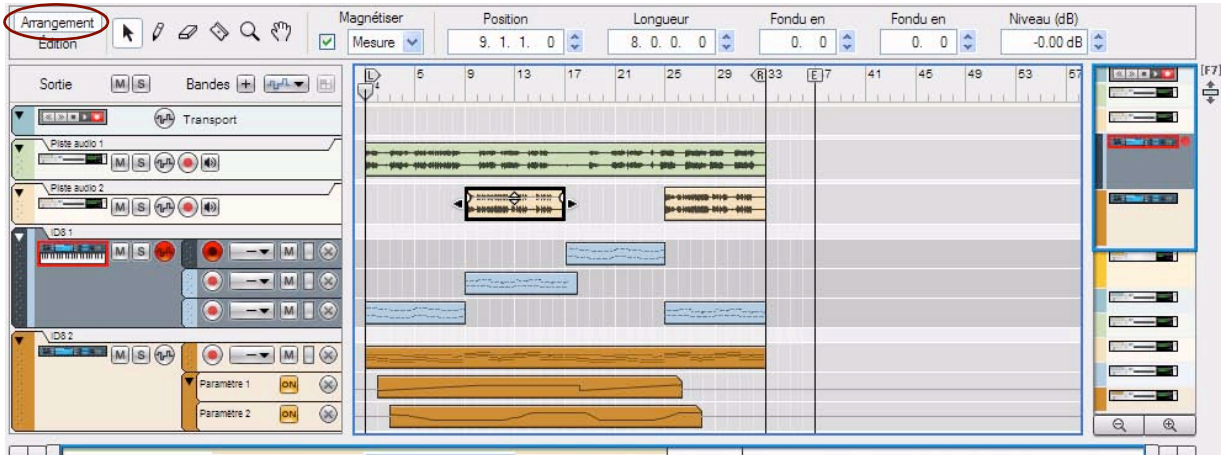 Arrangement
Édition
Magnétiser
Mesure
Position
9. 1. 1. 0
Longueur
8. 0. 0. 0
Fondu en
0. 0
Fondu en
0. 0
Niveau (dB)
-0.00 dB
Sortie M S Bandes +
L 5 9 13 17 21 25 29 R 33 E 7 41 45 49 53 57
[F7]
Transport
Piste audio 1
M S
Piste audio 2
M S
ID8 1
M S M
M
M
ID8 2
M S M
Paramètre 1 ON
Paramètre 2 ON